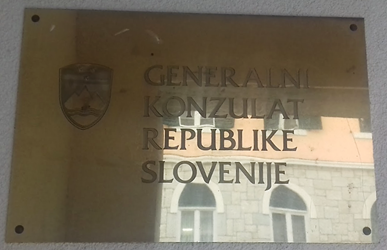 GENERALNI
KONZULAT
REPUBLIKE
SLOVENIJE